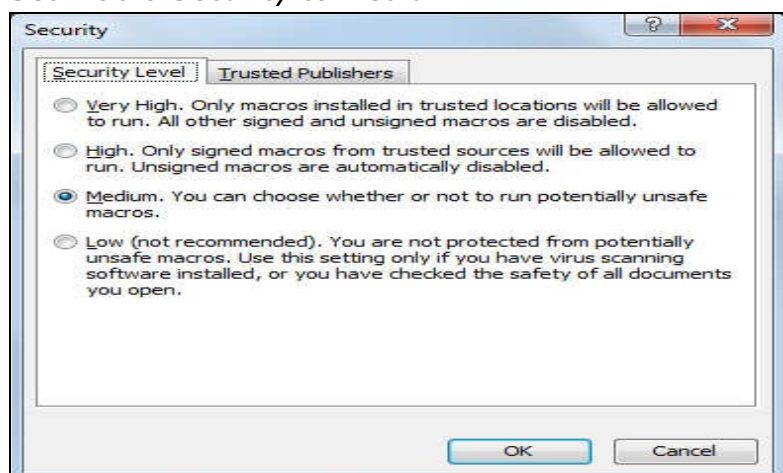 Security
Security Level
Trusted Publishers
Very High. Only macros installed in trusted locations will be allowed
to run. All other signed and unsigned macros are disabled.
High. Only signed macros from trusted sources will be allowed to
run. Unsigned macros are automatically disabled.
Medium. You can choose whether or not to run potentially unsafe
macros.
Low (not recommended). You are not protected from potentially
unsafe macros. Use this setting only if you have virus scanning
software installed, or you have checked the safety of all documents
you open.
OK
Cancel